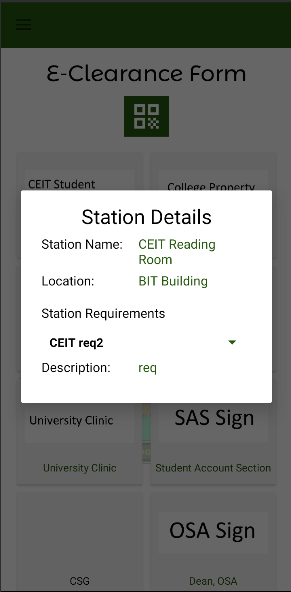 E-Clearance Form
CEIT Student
College Property
Station Details
Station Name: CEIT Reading
Room
Location: BIT Building
Station Requirements
CEIT req2
Description: req
University Clinic
SAS Sign
University Clinic
Student Account Section
OSA Sign
CSG
Dean, OSA